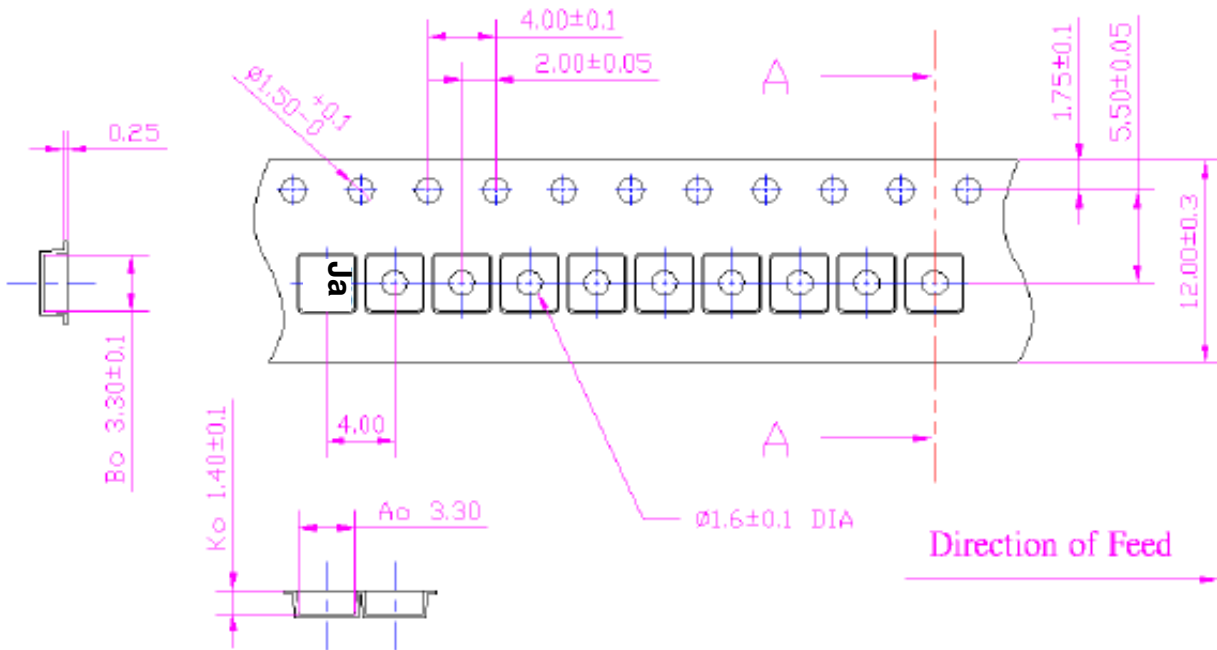 4.00±0.1
2.00±0.05
Ø1.50 +0.1 -0
A
1.75±0.1
5.50±0.05
0.25
Ja
12.00±0.3
Bo 3.30±0.1
4.00
A
Ko 1.40±0.1
Ao 3.30
Ø1.6±0.1 DIA
Direction of Feed